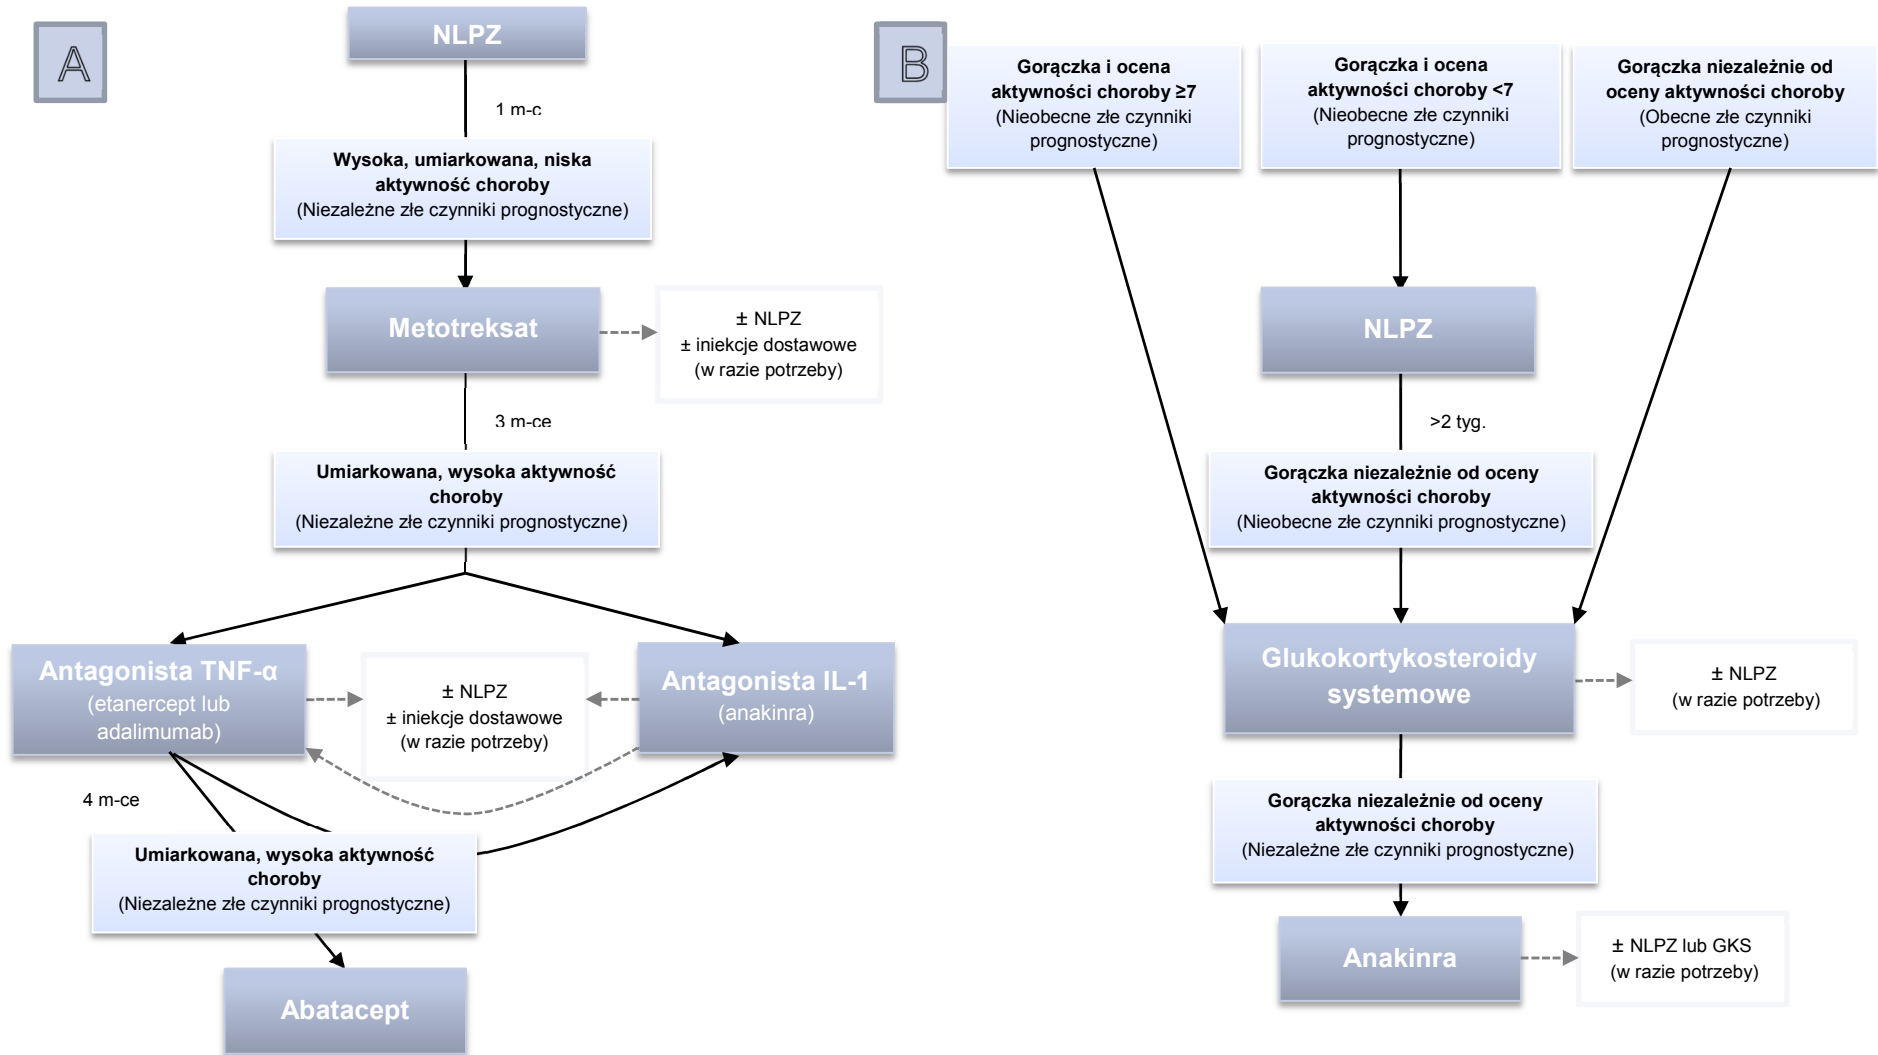 A
NLPZ
1 m-c
Wysoka, umiarkowana, niska
aktywność choroby
(Niezależne złe czynniki prognostyczne)
Metotreksat
± NLPZ
± iniekcje dostawowe
(w razie potrzeby)
3 m-ce
Umiarkowana, wysoka aktywność
choroby
(Niezależne złe czynniki prognostyczne)
Antagonista TNF-α
(etanercept lub
adalimumab)
± NLPZ
± iniekcje dostawowe
(w razie potrzeby)
Antagonista IL-1
(anakinra)
4 m-ce
Umiarkowana, wysoka aktywność
choroby
(Niezależne złe czynniki prognostyczne)
Abatacept
B
Gorączka i ocena
aktywności choroby ≥7
(Nieobecne złe czynniki
prognostyczne)
Gorączka i ocena
aktywności choroby <7
(Nieobecne złe czynniki
prognostyczne)
Gorączka niezależnie od
oceny aktywności choroby
(Obecne złe czynniki
prognostyczne)
NLPZ
>2 tyg.
Gorączka niezależnie od oceny
aktywności choroby
(Nieobecne złe czynniki prognostyczne)
Glukokortykosteroidy
systemowe
± NLPZ
(w razie potrzeby)
Gorączka niezależnie od oceny
aktywności choroby
(Niezależne złe czynniki prognostyczne)
Anakinra
± NLPZ lub GKS
(w razie potrzeby)